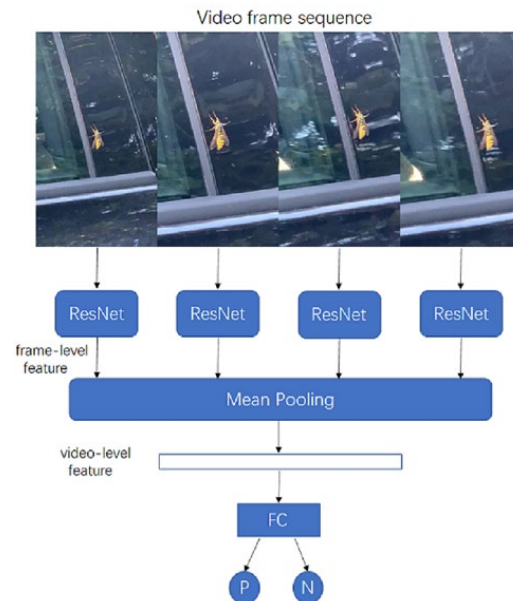 Video frame sequence
ResNet ResNet ResNet ResNet
frame-level
feature
Mean Pooling
video-level
feature
FC
P N